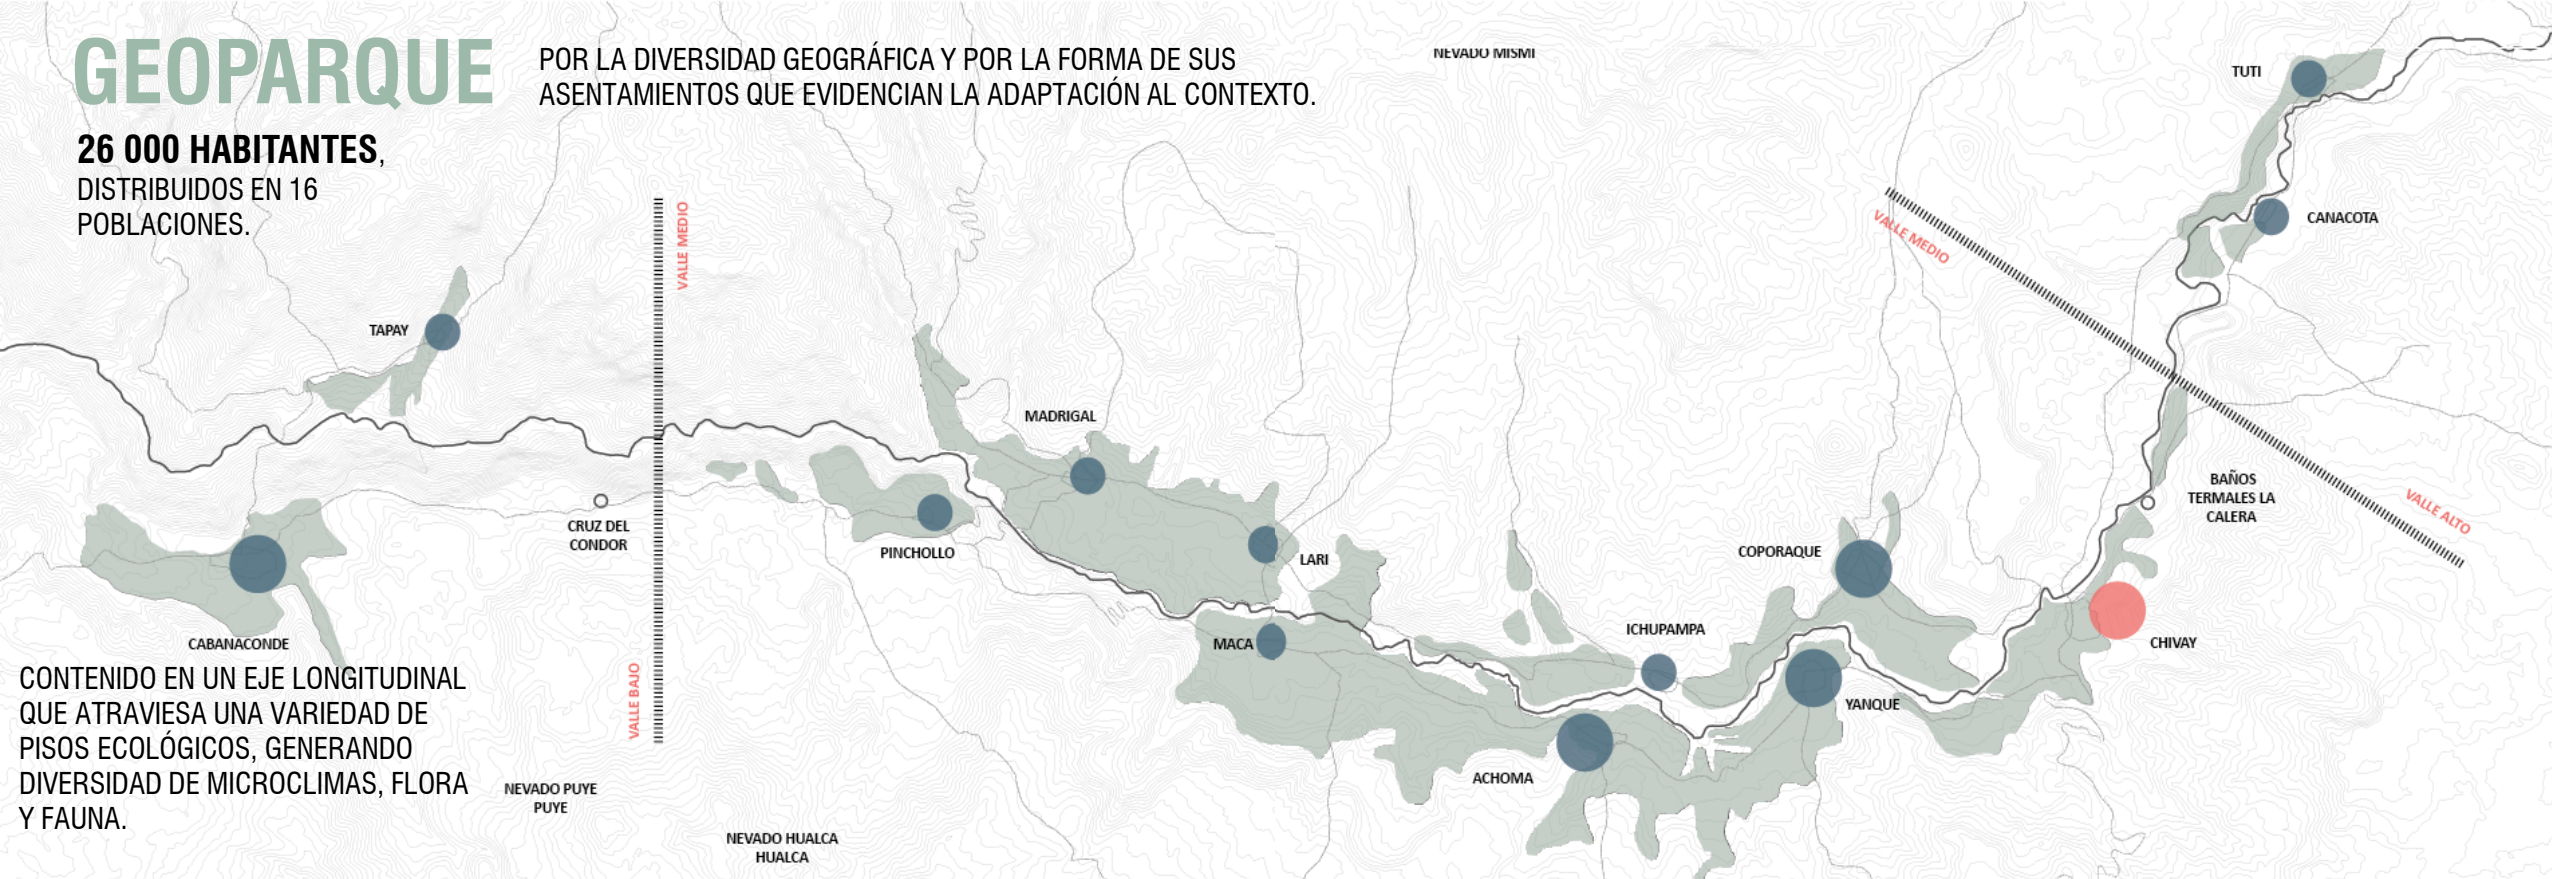 GEOPARQUE
POR LA DIVERSIDAD GEOGRÁFICA Y POR LA FORMA DE SUS
ASENTAMIENTOS QUE EVIDENCIAN LA ADAPTACIÓN AL CONTEXTO.
26 000 HABITANTES,
DISTRIBUIDOS EN 16
POBLACIONES.
NEVADO MISMI
TUTI
CANACOTA
VALLE MEDIO
VALLE MEDIO
TAPAY
MADRIGAL
BAÑOS
TERMALES LA
CALERA
VALLE ALTO
CRUZ DEL
CONDOR
PINCHOLLO
LARI
COPORAQUE
ICHUPAMPA
CABANACONDE
MACA
CHIVAY
VALLE BAJO
YANQUE
ACHOMA
CONTENIDO EN UN EJE LONGITUDINAL
QUE ATRAVIESA UNA VARIEDAD DE
PISOS ECOLÓGICOS, GENERANDO
DIVERSIDAD DE MICROCLIMAS, FLORA
Y FAUNA.
NEVADO PUYE
PUYE
NEVADO HUALCA
HUALCA